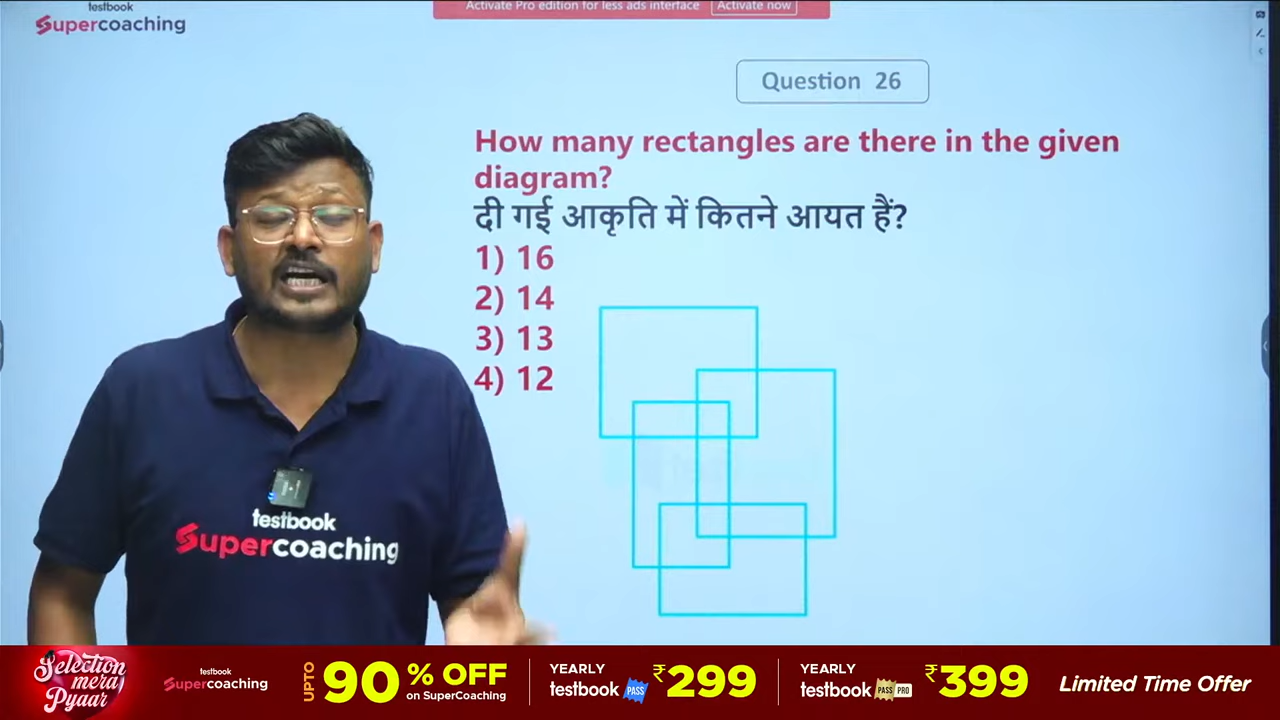 testbook
Supercoaching
Activate Pro edition for less ads interface
Activate now
Question 26
How many rectangles are there in the given
diagram?
दी गई आकृति में कितने आयत हैं?
1) 16
2) 14
3) 13
4) 12
testbook
Supercoaching
Selection
mera
Pyaar
testbook
Supercoaching
UPTO 90% OFF
on SuperCoaching
YEARLY
testbook PASS
₹299
YEARLY
testbook PASS PRO
₹399
Limited Time Offer